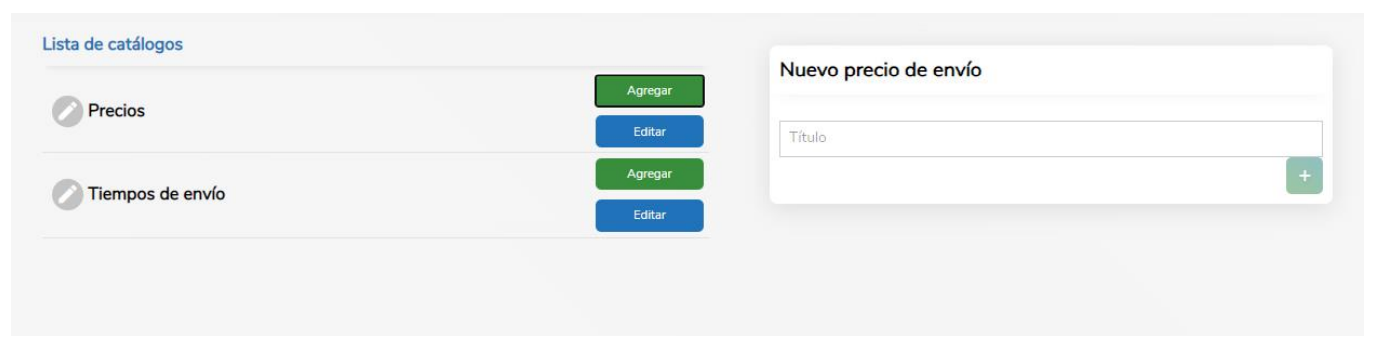 Lista de catálogos
Precios
Agregar
Editar
Tiempos de envío
Agregar
Editar
Nuevo precio de envío
Título
+